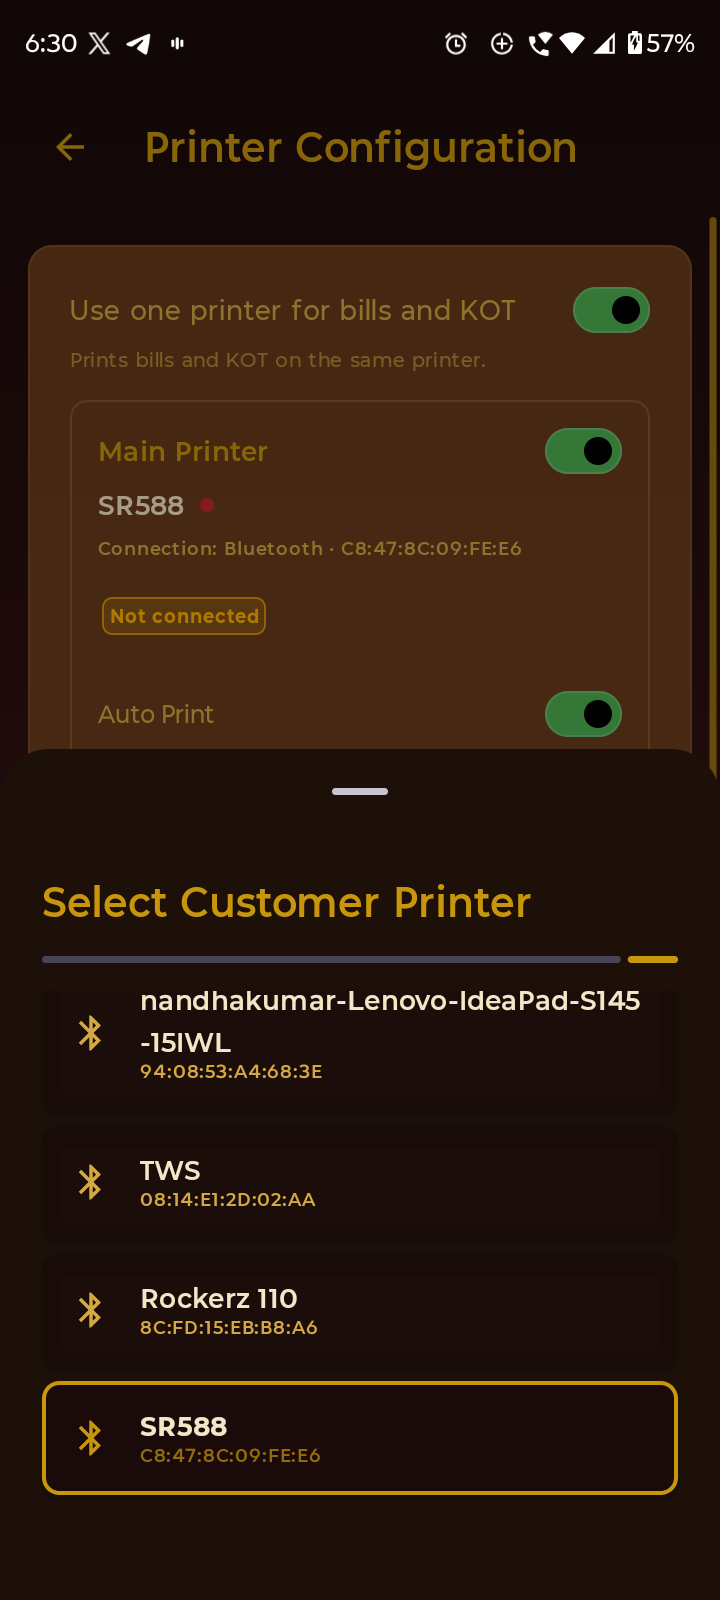 6:30
57%
Printer Configuration
Use one printer for bills and KOT
Prints bills and KOT on the same printer.
Main Printer
SR588
Connection: Bluetooth · C8:47:8C:09:FE:E6
Not connected
Auto Print
Select Customer Printer
nandhakumar-Lenovo-IdeaPad-S145
-15IWL
94:08:53:A4:68:3E
TWS
08:14:E1:2D:02:AA
Rockerz 110
8C:FD:15:EB:B8:A6
SR588
C8:47:8C:09:FE:E6